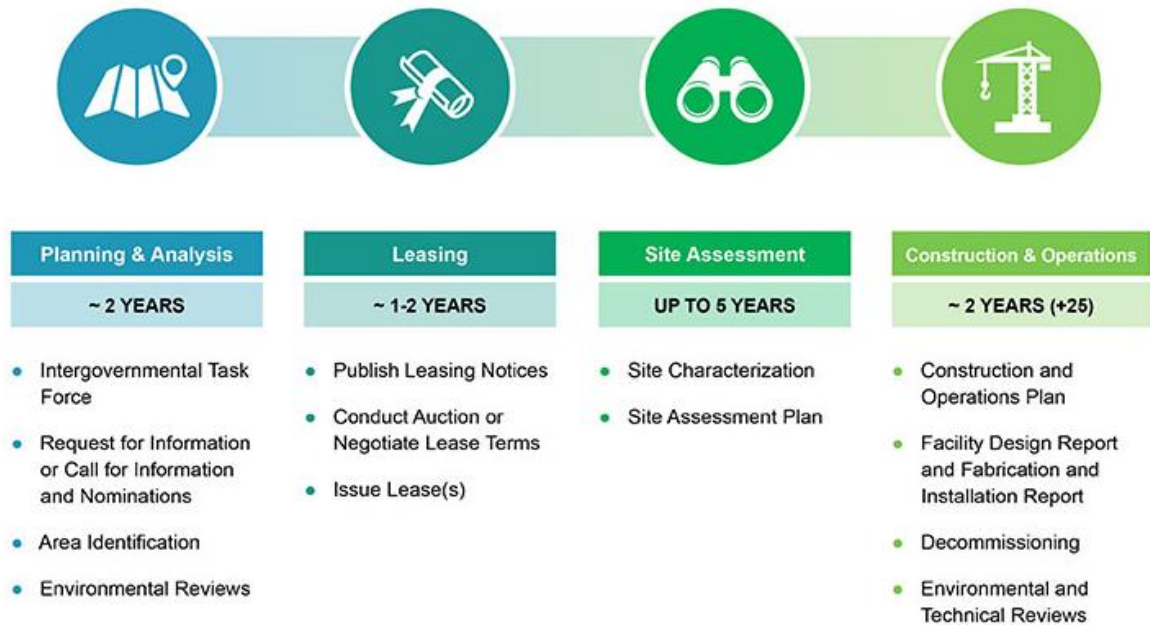 Planning & Analysis
~ 2 YEARS
• Intergovernmental Task
Force
• Request for Information
or Call for Information
and Nominations
• Area Identification
• Environmental Reviews
Leasing
~ 1-2 YEARS
• Publish Leasing Notices
• Conduct Auction or
Negotiate Lease Terms
• Issue Lease(s)
Site Assessment
UP TO 5 YEARS
• Site Characterization
• Site Assessment Plan
Construction & Operations
~ 2 YEARS (+25)
• Construction and
Operations Plan
• Facility Design Report
and Fabrication and
Installation Report
• Decommissioning
• Environmental and
Technical Reviews